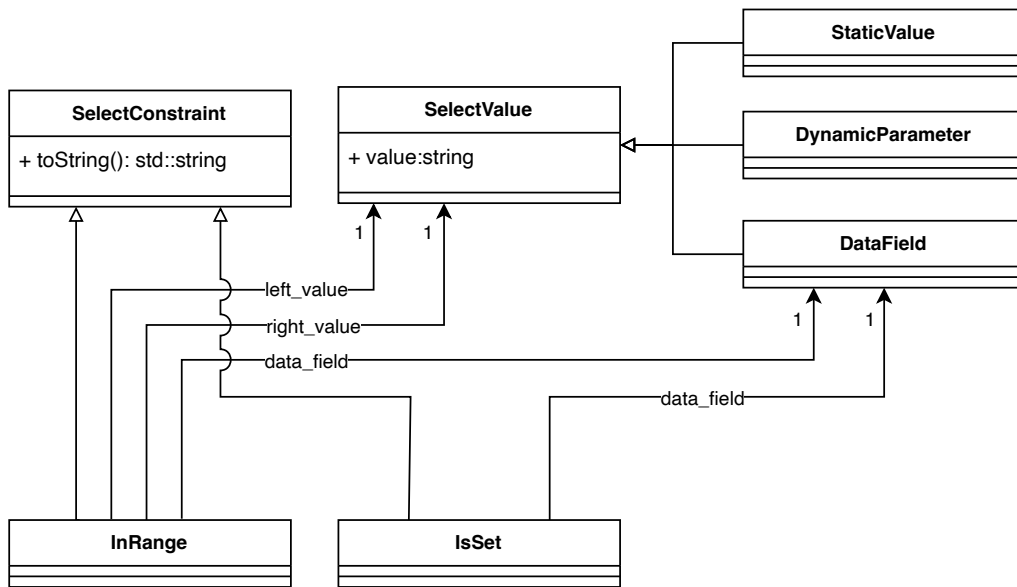 StaticValue
SelectConstraint
SelectValue
+ toString(): std::string
+ value:string
DynamicParameter
DataField
1
1
left_value
right_value
1
1
data_field
data_field
InRange
IsSet